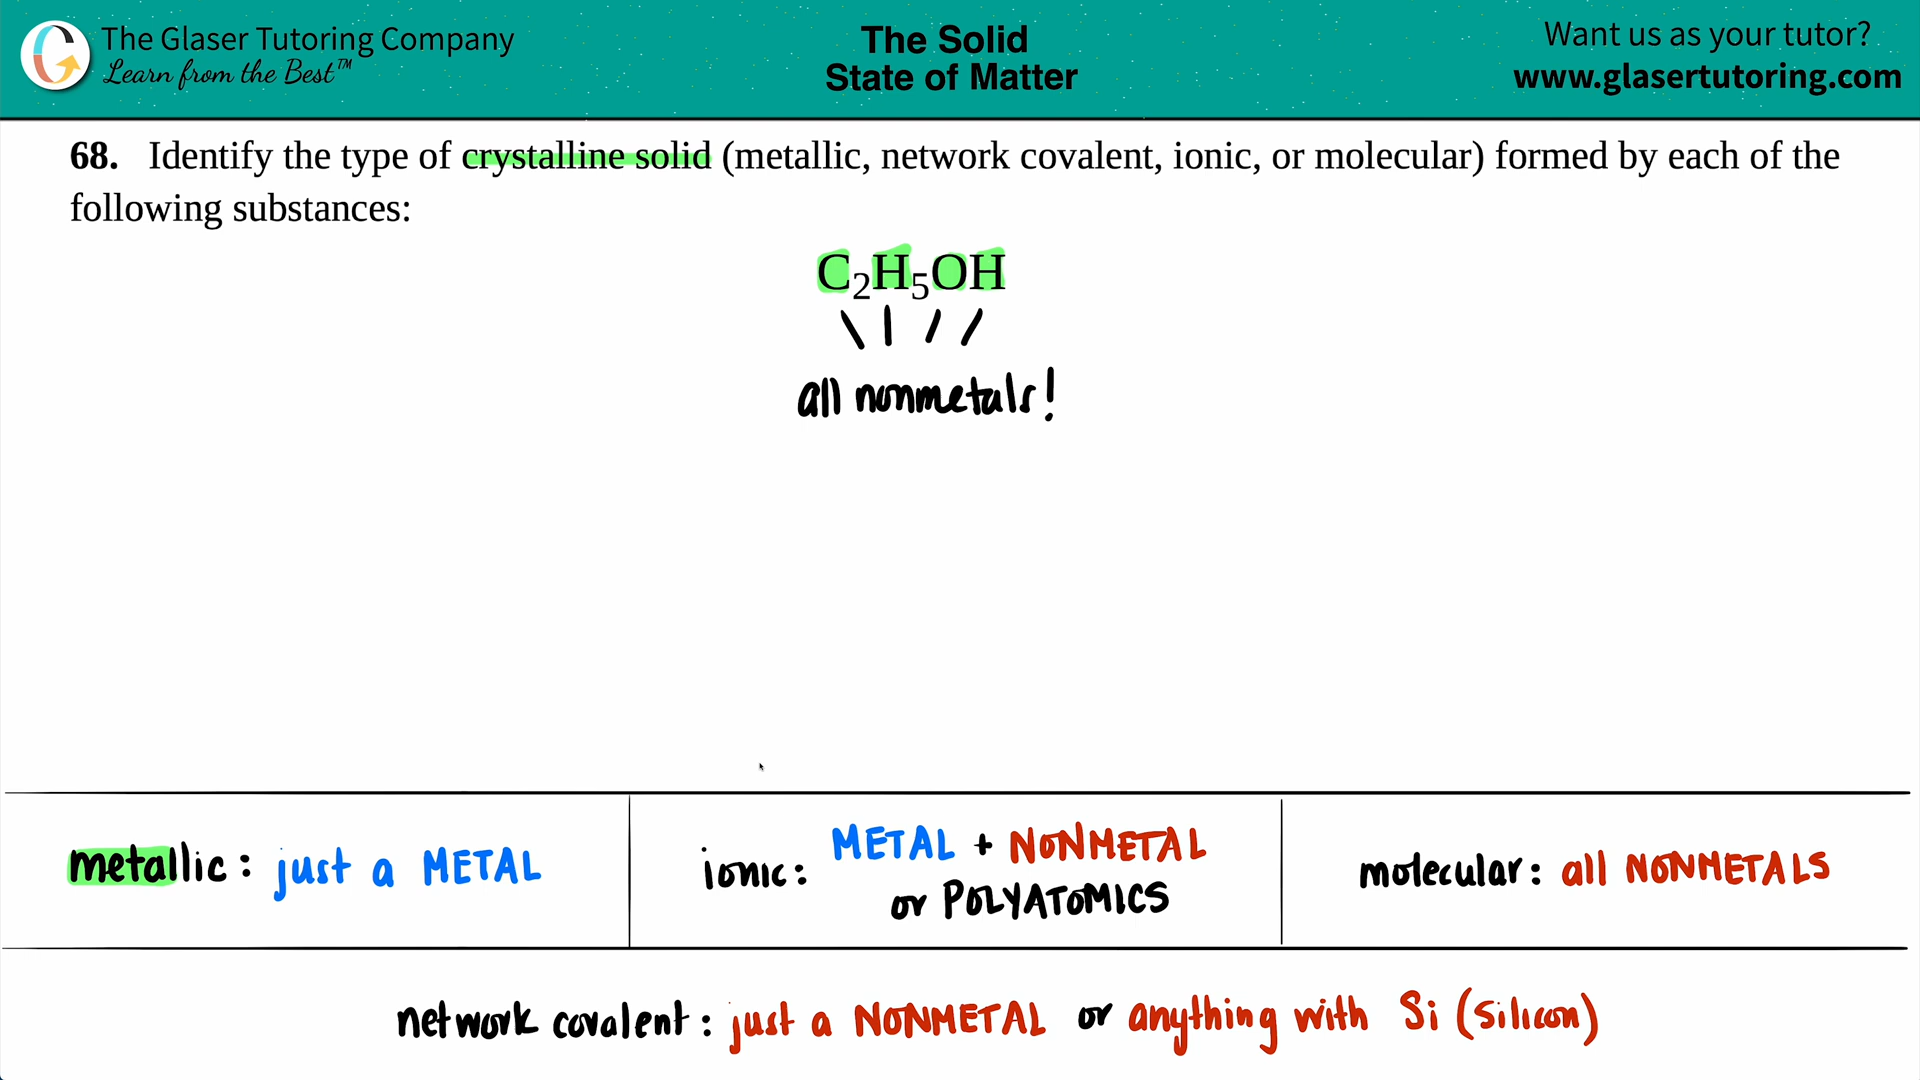 The Glaser Tutoring Company
Learn from the Best™
The Solid
State of Matter
Want us as your tutor?
www.glasertutoring.com
68. Identify the type of crystalline solid (metallic, network covalent, ionic, or molecular) formed by each of the
following substances:
C₂H₅OH
all nonmetals!
metallic: just a METAL
ionic: METAL + NONMETAL
or POLYATOMICS
molecular: all NONMETALS
network covalent: just a NONMETAL or anything with Si (silicon)